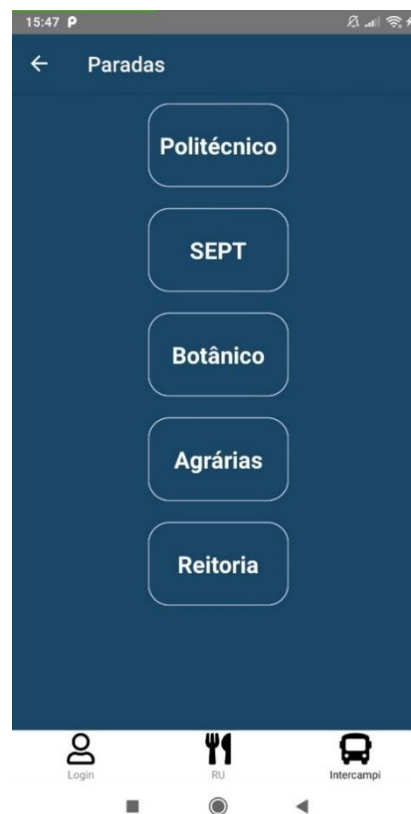 15:47 P
Paradas
Politécnico
SEPT
Botânico
Agrárias
Reitoria
Login RU Intercampi